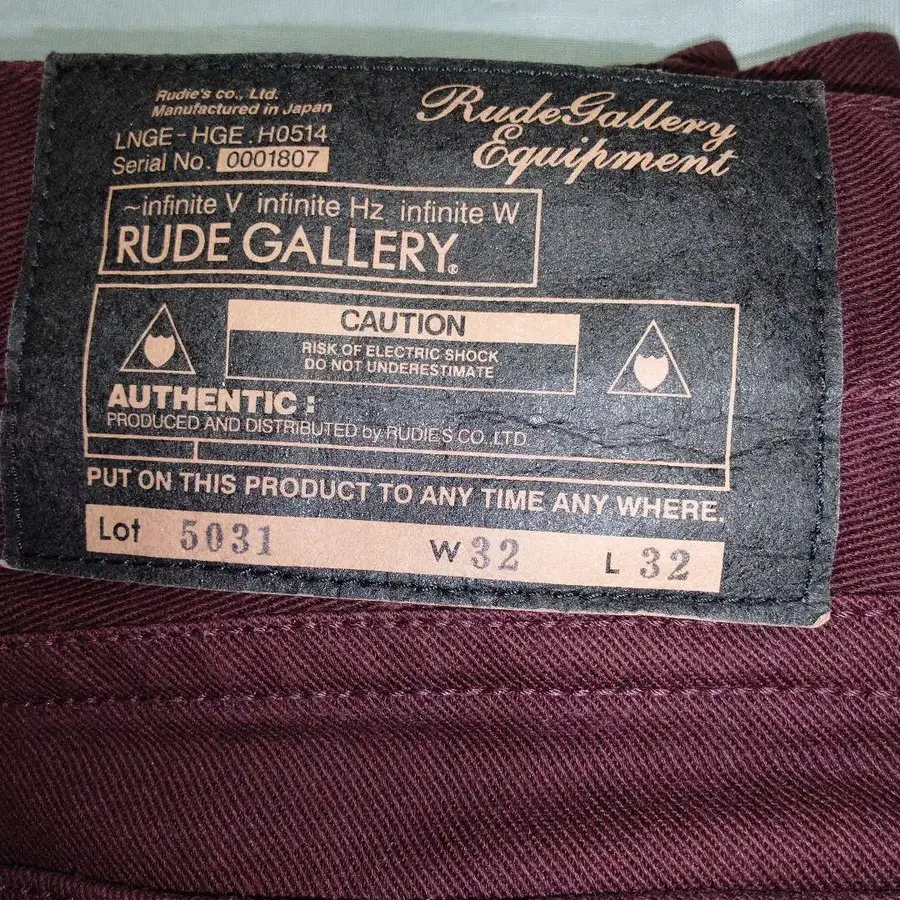 Rudie's co., Ltd.
Manufactured in Japan
LNGE-HGE.H0514
Serial No. 0001807
RudeGallery
Equipment
~infinite V infinite Hz infinite W
RUDE GALLERY®
CAUTION
RISK OF ELECTRIC SHOCK
DO NOT UNDERESTIMATE
AUTHENTIC:
PRODUCED AND DISTRIBUTED by RUDIE'S CO.,LTD.
PUT ON THIS PRODUCT TO ANY TIME ANY WHERE.
Lot 5031 W 32 L 32